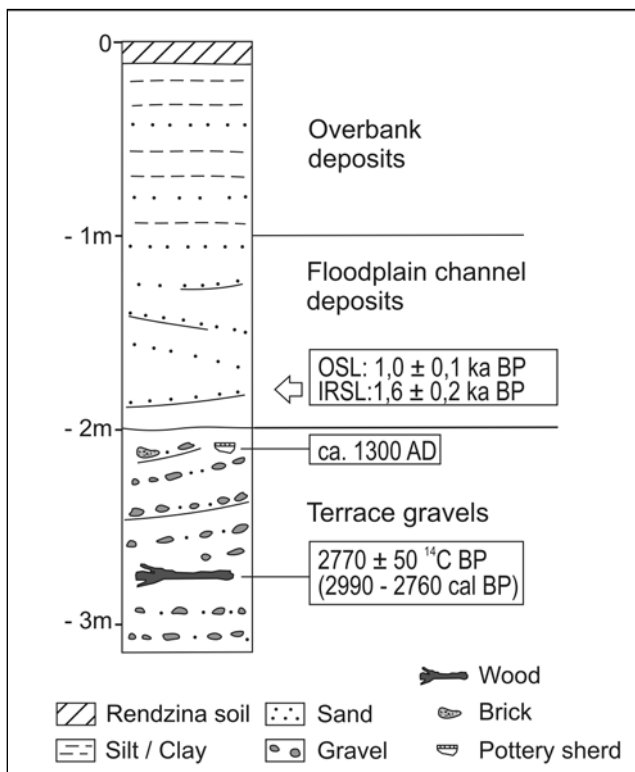 0
Overbank
deposits
- 1m
Floodplain channel
deposits
OSL: 1,0 ± 0,1 ka BP
IRSL:1,6 ± 0,2 ka BP
- 2m
ca. 1300 AD
Terrace gravels
2770 ± 50 ¹⁴C BP
(2990 - 2760 cal BP)
- 3m
Wood
Rendzina soil
Sand
Brick
Silt / Clay
Gravel
Pottery sherd